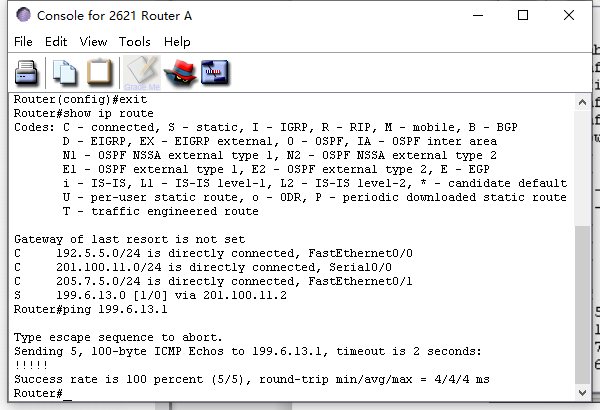 Console for 2621 Router A
File Edit View Tools Help
Grade Me
Router(config)#exit
Router#show ip route
Codes: C - connected, S - static, I - IGRP, R - RIP, M - mobile, B - BGP
D - EIGRP, EX - EIGRP external, O - OSPF, IA - OSPF inter area
N1 - OSPF NSSA external type 1, N2 - OSPF NSSA external type 2
E1 - OSPF external type 1, E2 - OSPF external type 2, E - EGP
i - IS-IS, L1 - IS-IS level-1, L2 - IS-IS level-2, * - candidate default
U - per-user static route, o - ODR, P - periodic downloaded static route
T - traffic engineered route
Gateway of last resort is not set
C 192.5.5.0/24 is directly connected, FastEthernet0/0
C 201.100.11.0/24 is directly connected, Serial0/0
C 205.7.5.0/24 is directly connected, FastEthernet0/1
S 199.6.13.0 [1/0] via 201.100.11.2
Router#ping 199.6.13.1
Type escape sequence to abort.
Sending 5, 100-byte ICMP Echos to 199.6.13.1, timeout is 2 seconds:
!!!!!
Success rate is 100 percent (5/5), round-trip min/avg/max = 4/4/4 ms
Router#_